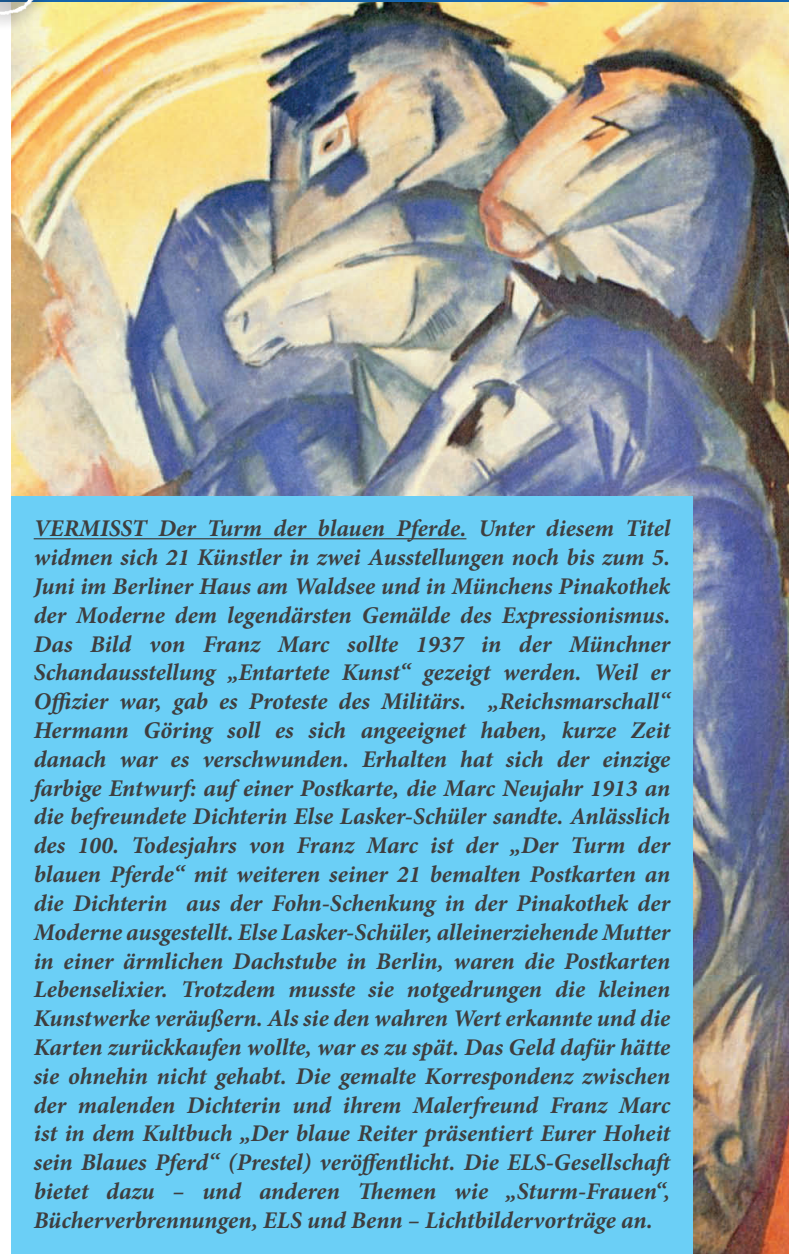 VERMISST Der Turm der blauen Pferde. Unter diesem Titel
widmen sich 21 Künstler in zwei Ausstellungen noch bis zum 5.
Juni im Berliner Haus am Waldsee und in Münchens Pinakothek
der Moderne dem legendärsten Gemälde des Expressionismus.
Das Bild von Franz Marc sollte 1937 in der Münchner
Schandausstellung „Entartete Kunst“ gezeigt werden. Weil er
Offizier war, gab es Proteste des Militärs. „Reichsmarschall“
Hermann Göring soll es sich angeeignet haben, kurze Zeit
danach war es verschwunden. Erhalten hat sich der einzige
farbige Entwurf: auf einer Postkarte, die Marc Neujahr 1913 an
die befreundete Dichterin Else Lasker-Schüler sandte. Anlässlich
des 100. Todesjahrs von Franz Marc ist der „Der Turm der
blauen Pferde“ mit weiteren seiner 21 bemalten Postkarten an
die Dichterin aus der Fohn-Schenkung in der Pinakothek der
Moderne ausgestellt. Else Lasker-Schüler, alleinerziehende Mutter
in einer ärmlichen Dachstube in Berlin, waren die Postkarten
Lebenselixier. Trotzdem musste sie notgedrungen die kleinen
Kunstwerke veräußern. Als sie den wahren Wert erkannte und die
Karten zurückkaufen wollte, war es zu spät. Das Geld dafür hätte
sie ohnehin nicht gehabt. Die gemalte Korrespondenz zwischen
der malenden Dichterin und ihrem Malerfreund Franz Marc
ist in dem Kultbuch „Der blaue Reiter präsentiert Eurer Hoheit
sein Blaues Pferd“ (Prestel) veröffentlicht. Die ELS-Gesellschaft
bietet dazu – und anderen Themen wie „Sturm-Frauen“,
Bücherverbrennungen, ELS und Benn – Lichtbildervorträge an.